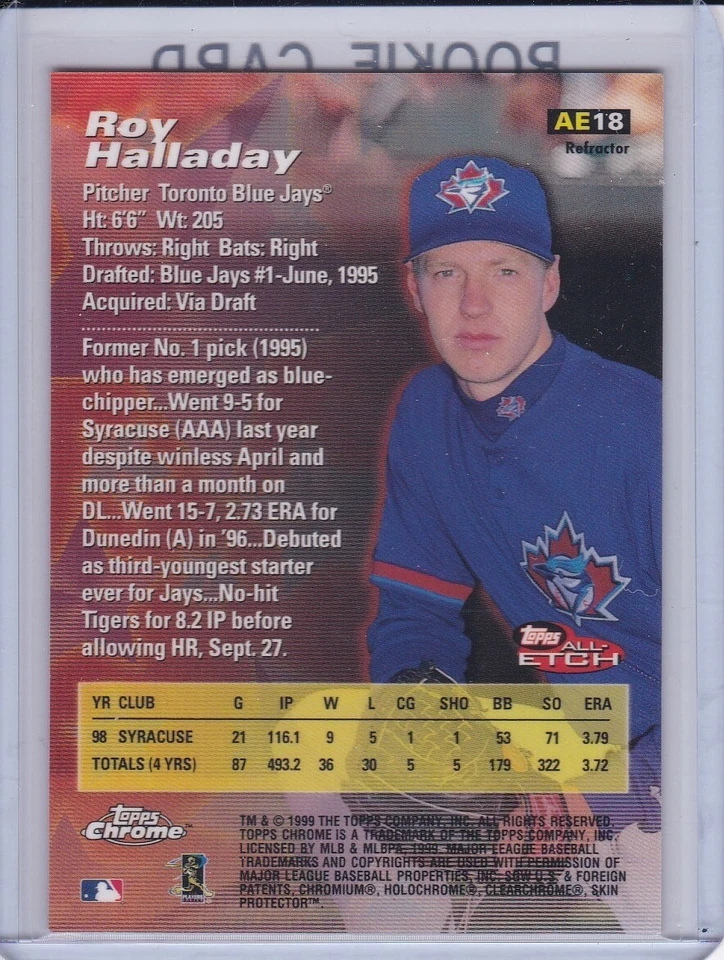 ROOKIE CARD
Roy
Halladay
AE18
Refractor
Pitcher Toronto Blue Jays®
Ht: 6'6" Wt: 205
Throws: Right Bats: Right
Drafted: Blue Jays #1-June, 1995
Acquired: Via Draft
Former No. 1 pick (1995)
who has emerged as blue-
chipper...Went 9-5 for
Syracuse (AAA) last year
despite winless April and
more than a month on
DL...Went 15-7, 2.73 ERA for
Dunedin (A) in '96...Debuted
as third-youngest starter
ever for Jays...No-hit
Tigers for 8.2 IP before
allowing HR, Sept. 27.
Topps ALL-
ETCH
YR CLUB G IP W L CG SHO BB SO ERA
98 SYRACUSE 21 116.1 9 5 1 1 53 71 3.79
TOTALS (4 YRS) 87 493.2 36 30 5 5 179 322 3.72
Topps
Chrome™
TM & © 1999 THE TOPPS COMPANY, INC. ALL RIGHTS RESERVED.
TOPPS CHROME IS A TRADEMARK OF THE TOPPS COMPANY, INC.
LICENSED BY MLB & MLBPA, 1999. MAJOR LEAGUE BASEBALL
TRADEMARKS AND COPYRIGHTS ARE USED WITH PERMISSION OF
MAJOR LEAGUE BASEBALL PROPERTIES, INC. SDW U.S. & FOREIGN
PATENTS, CHROMIUM®, HOLOCHROME®, CLEARCHROME®, SKIN
PROTECTOR™.